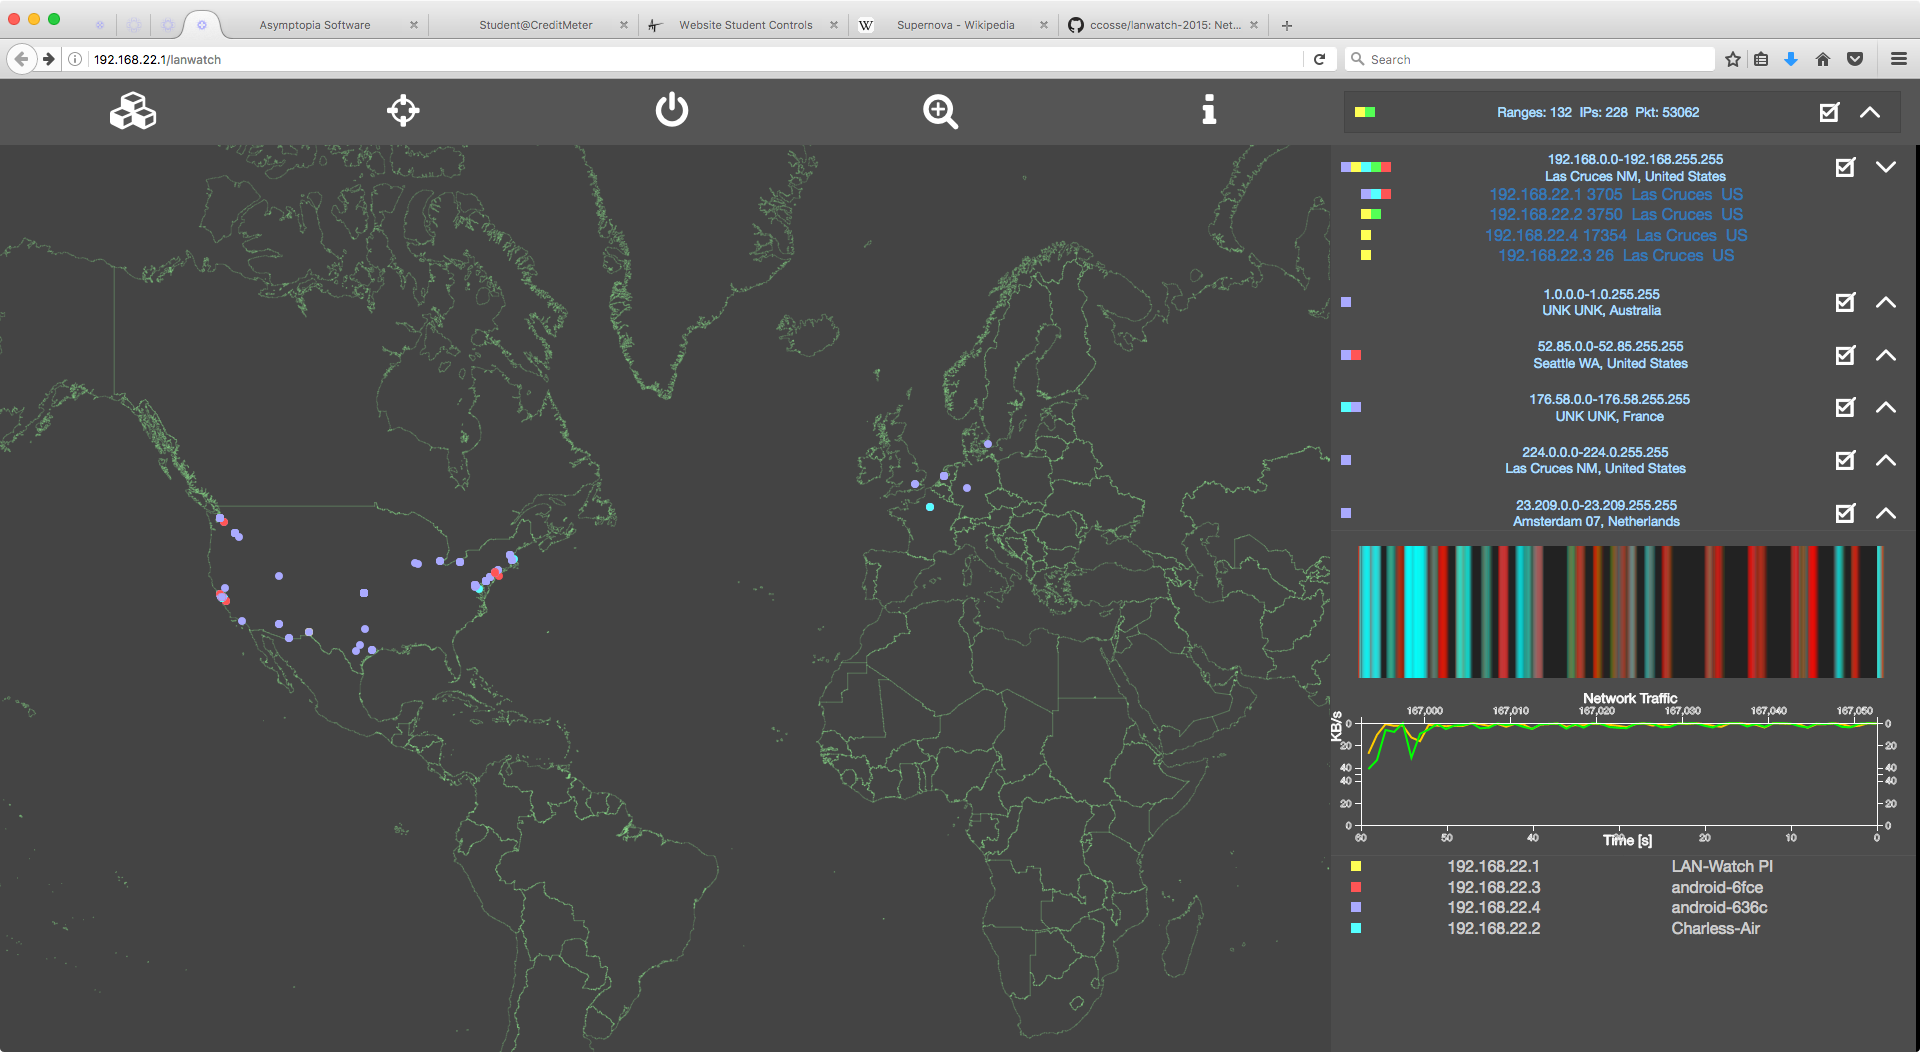 Asymptopia Software
Student@CreditMeter
Website Student Controls
W Supernova - Wikipedia
ccosse/lanwatch-2015: Net...
192.168.22.1/lanwatch
Search
Ranges: 132 IPs: 228 Pkt: 53062
192.168.0.0-192.168.255.255
Las Cruces NM, United States
192.168.22.1 3705 Las Cruces US
192.168.22.2 3750 Las Cruces US
192.168.22.4 17354 Las Cruces US
192.168.22.3 26 Las Cruces US
1.0.0.0-1.0.255.255
UNK UNK, Australia
52.85.0.0-52.85.255.255
Seattle WA, United States
176.58.0.0-176.58.255.255
UNK UNK, France
224.0.0.0-224.0.255.255
Las Cruces NM, United States
23.209.0.0-23.209.255.255
Amsterdam 07, Netherlands
Network Traffic
167,000 167,010 167,020 167,030 167,040 167,050
KB/s
0 0
20 20
40 40
40 40
20 20
0 0
60 50 40 30 20 10 0
Time [s]
192.168.22.1 LAN-Watch PI
192.168.22.3 android-6fce
192.168.22.4 android-636c
192.168.22.2 Charless-Air